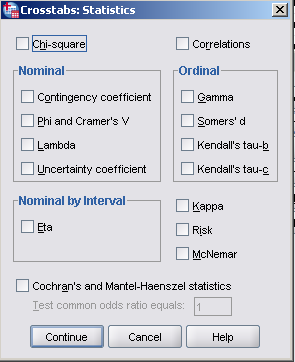 Crosstabs: Statistics
Chi-square Correlations
Nominal
Contingency coefficient
Phi and Cramer's V
Lambda
Uncertainty coefficient
Ordinal
Gamma
Somers' d
Kendall's tau-b
Kendall's tau-c
Nominal by Interval
Eta
Kappa
Risk
McNemar
Cochran's and Mantel-Haenszel statistics
Test common odds ratio equals: 1
Continue Cancel Help